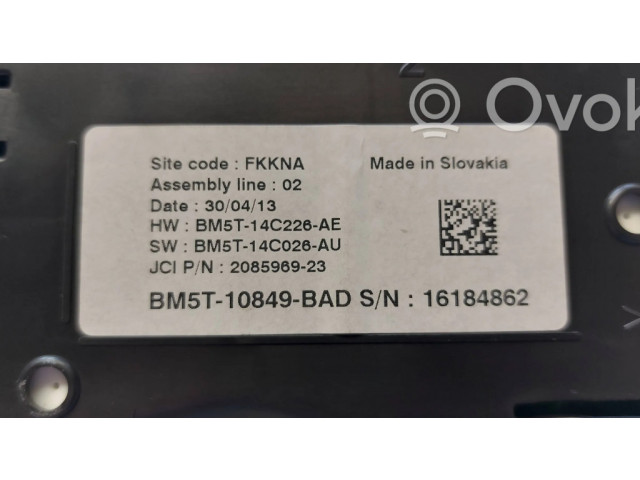 2
Ovok
Site code : FKKNA Made in Slovakia
Assembly line : 02
Date : 30/04/13
HW : BM5T-14C226-AE
SW : BM5T-14C026-AU
JCI P/N : 2085969-23
BM5T-10849-BAD S/N : 16184862